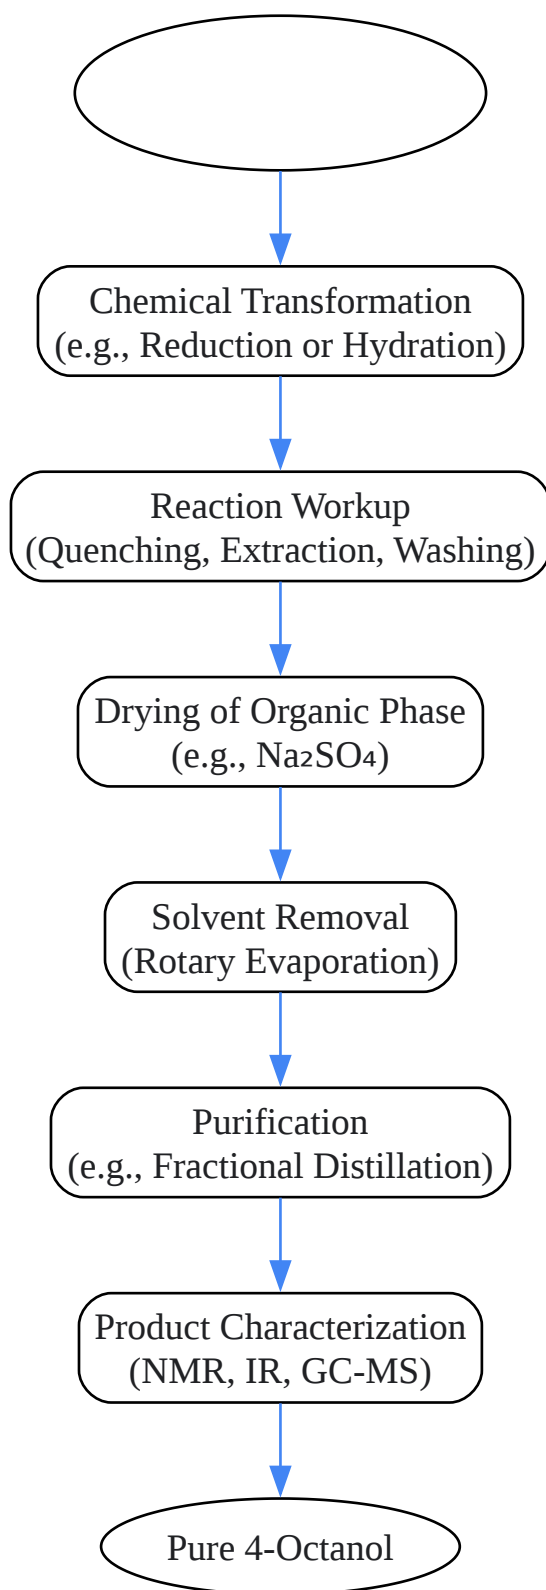 Chemical Transformation
(e.g., Reduction or Hydration)
Reaction Workup
(Quenching, Extraction, Washing)
Drying of Organic Phase
(e.g., Na₂SO₄)
Solvent Removal
(Rotary Evaporation)
Purification
(e.g., Fractional Distillation)
Product Characterization
(NMR, IR, GC-MS)
Pure 4-Octanol